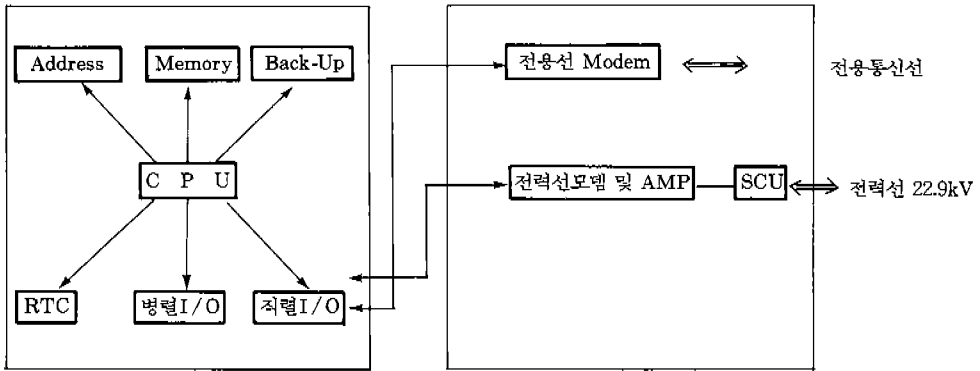 Address
Memory
Back-Up
C P U
RTC
병렬I/O
직렬I/O
전용선 Modem
전용통신선
전력선모뎀 및 AMP
SCU
전력선 22.9kV